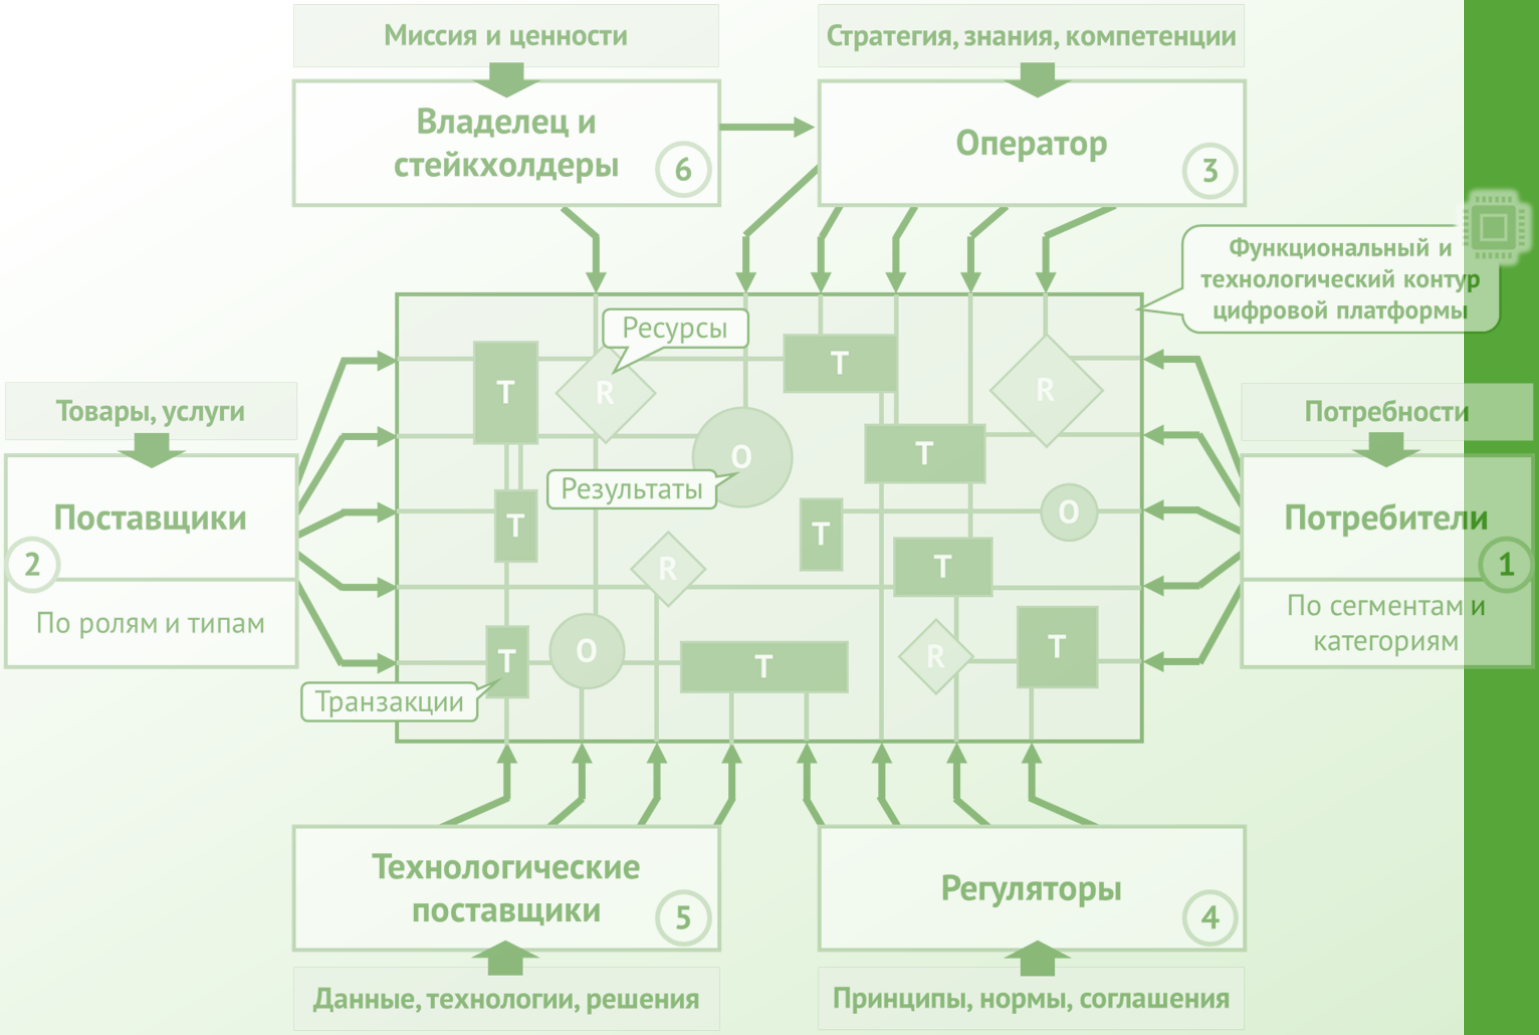 Миссия и ценности
Стратегия, знания, компетенции
Владелец и
стейкхолдеры
6
Оператор
3
Функциональный и
технологический контур
цифровой платформы
Ресурсы
T
R
T
R
Товары, услуги
Потребности
O
T
Результаты
Поставщики
2
По ролям и типам
T
T
O
Потребители
1
По сегментам и
категориям
R
T
T
O
T
R
T
Транзакции
Технологические
поставщики
5
Регуляторы
4
Данные, технологии, решения
Принципы, нормы, соглашения